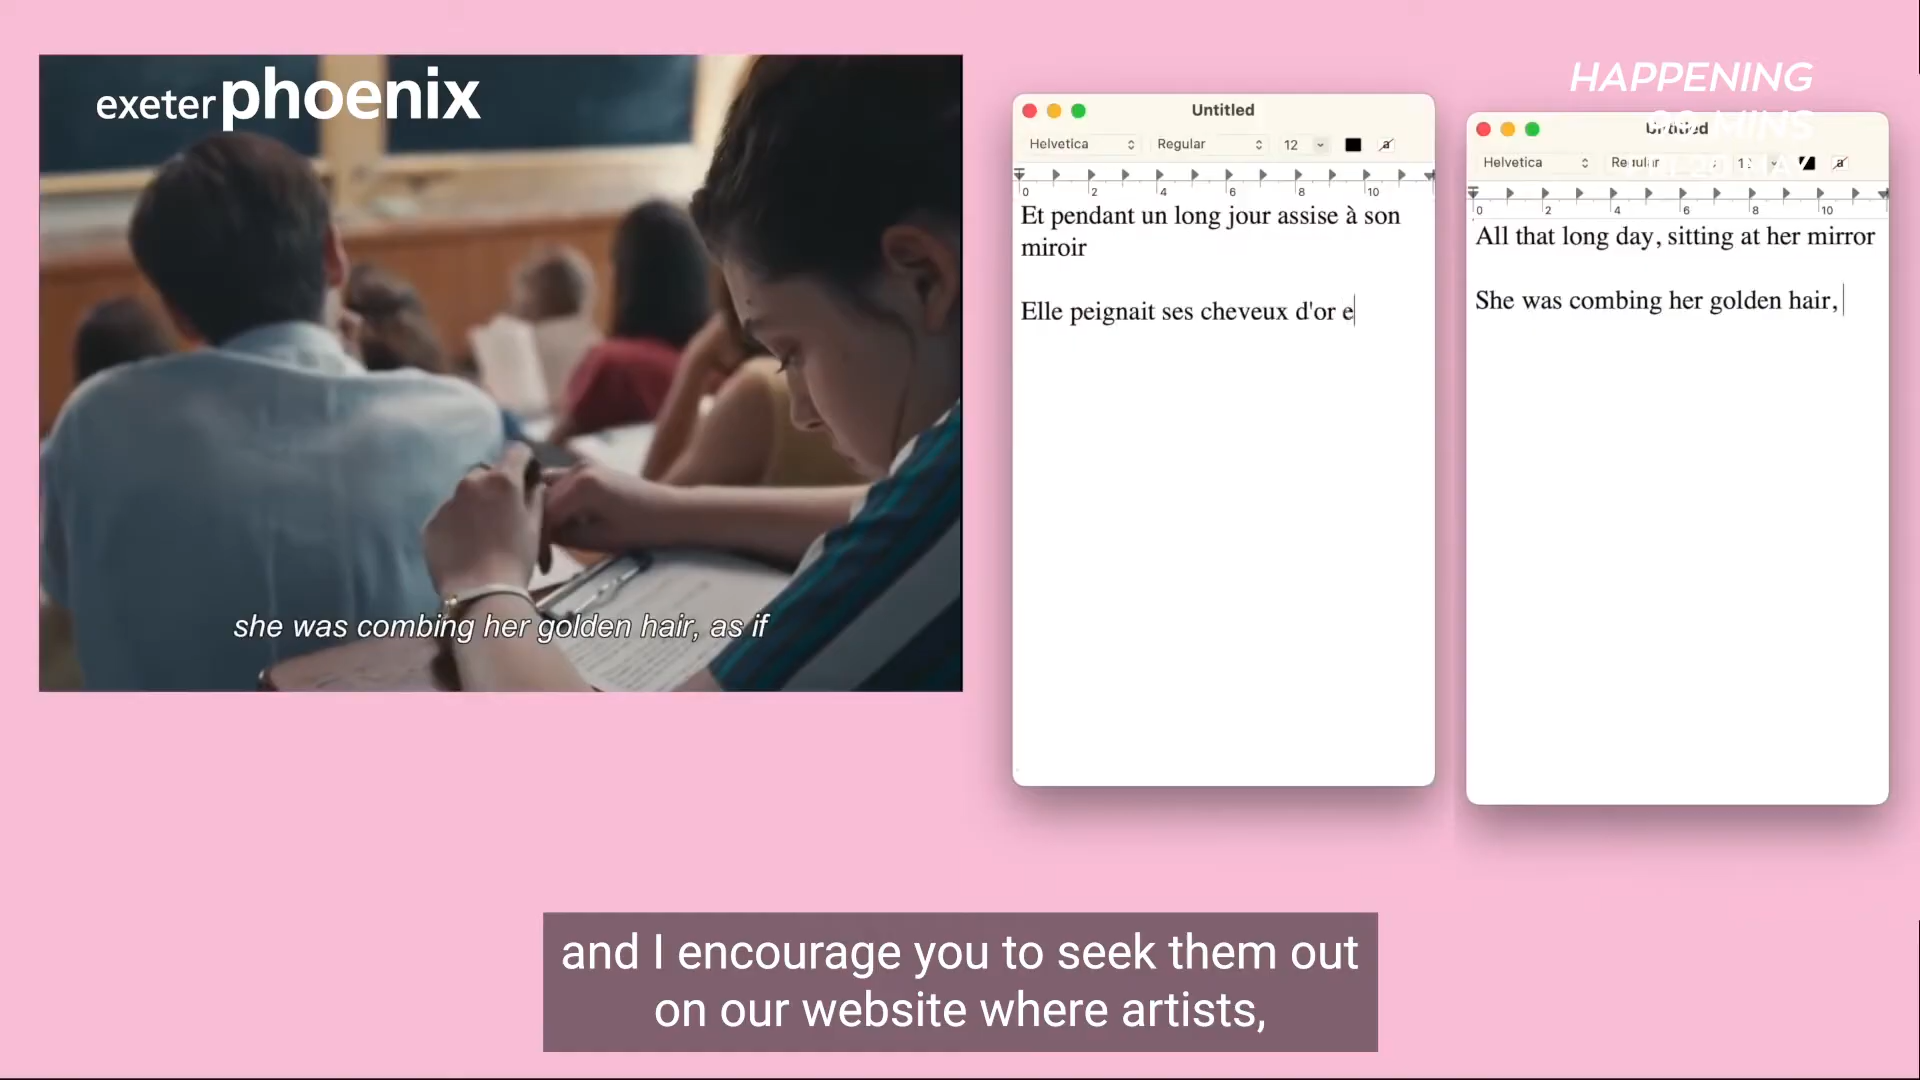 exeter phoenix
she was combing her golden hair, as if
Untitled
Helvetica Regular 12
0 2 4 6 8 10
Et pendant un long jour assise à son
miroir
Elle peignait ses cheveux d'or e
HAPPENING
MINS
Untitled
Helvetica Regular
0 2 4 6 8 10
All that long day, sitting at her mirror
She was combing her golden hair,
and I encourage you to seek them out
on our website where artists,